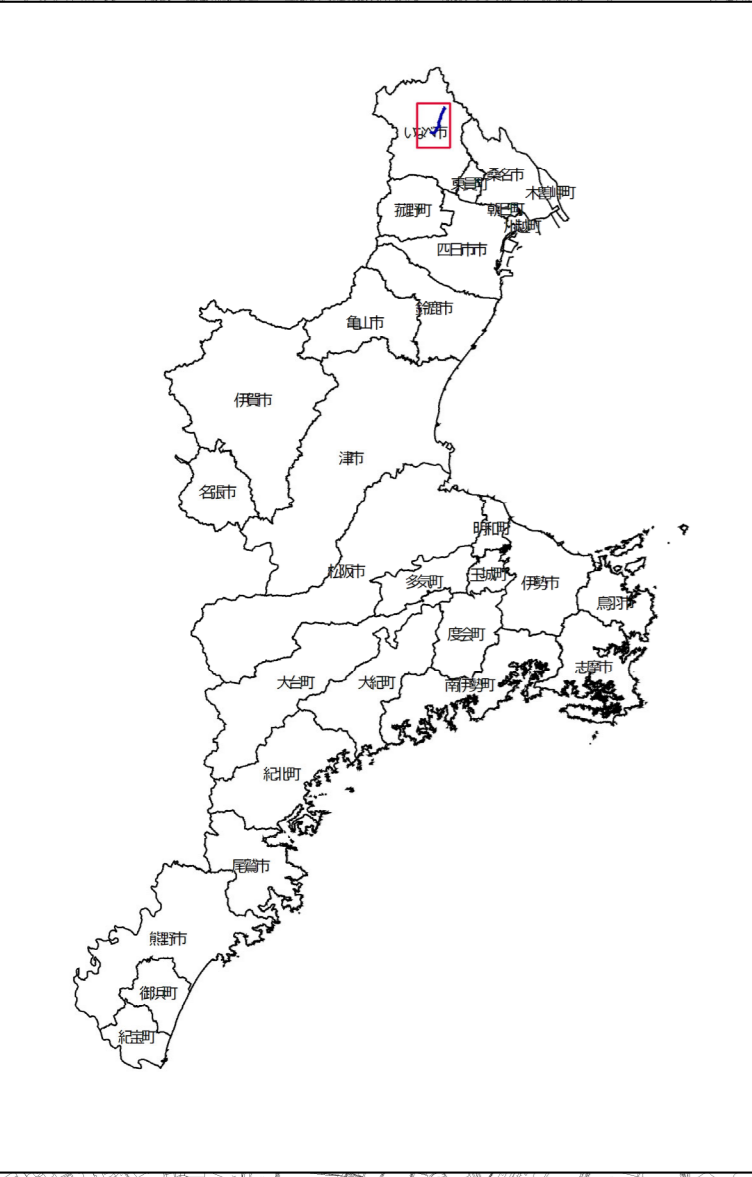 いなべ市
桑名市
東員町
木曽岬町
菰野町
朝日町
川越町
四日市市
鈴鹿市
亀山市
伊賀市
津市
名張市
明和町
松阪市
多気町
玉城町
伊勢市
鳥羽市
度会町
志摩市
大台町
大紀町
南伊勢町
紀北町
尾鷲市
熊野市
御浜町
紀宝町